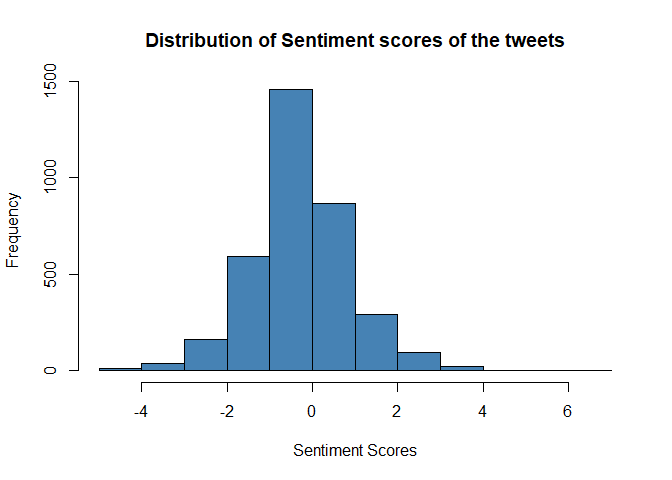 Distribution of Sentiment scores of the tweets
Frequency
1500
1000
500
0
-4 -2 0 2 4 6
Sentiment Scores